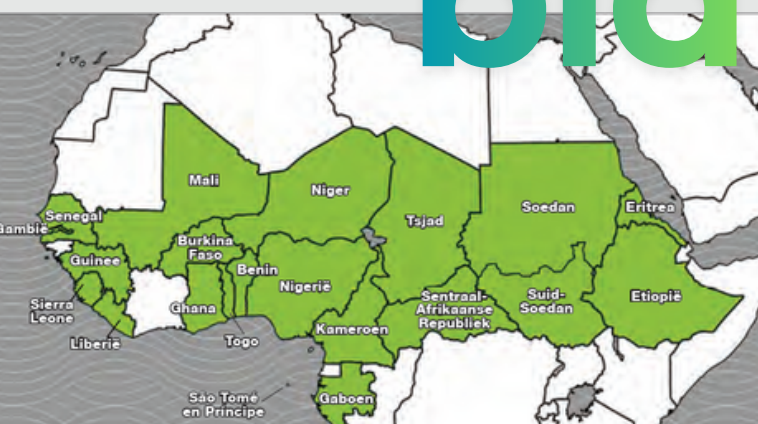 bia
Mali
Niger
Tsjad
Soedan
Eritrea
Senegal
Gambië
Burkina
Faso
Guinee
Benin
Nigerië
Sierra
Leone
Ghana
Sentraal-
Afrikaanse
Republiek
Suid-
Soedan
Etiopië
Liberië
Togo
Kameroen
São Tomé
en Principe
Gaboen